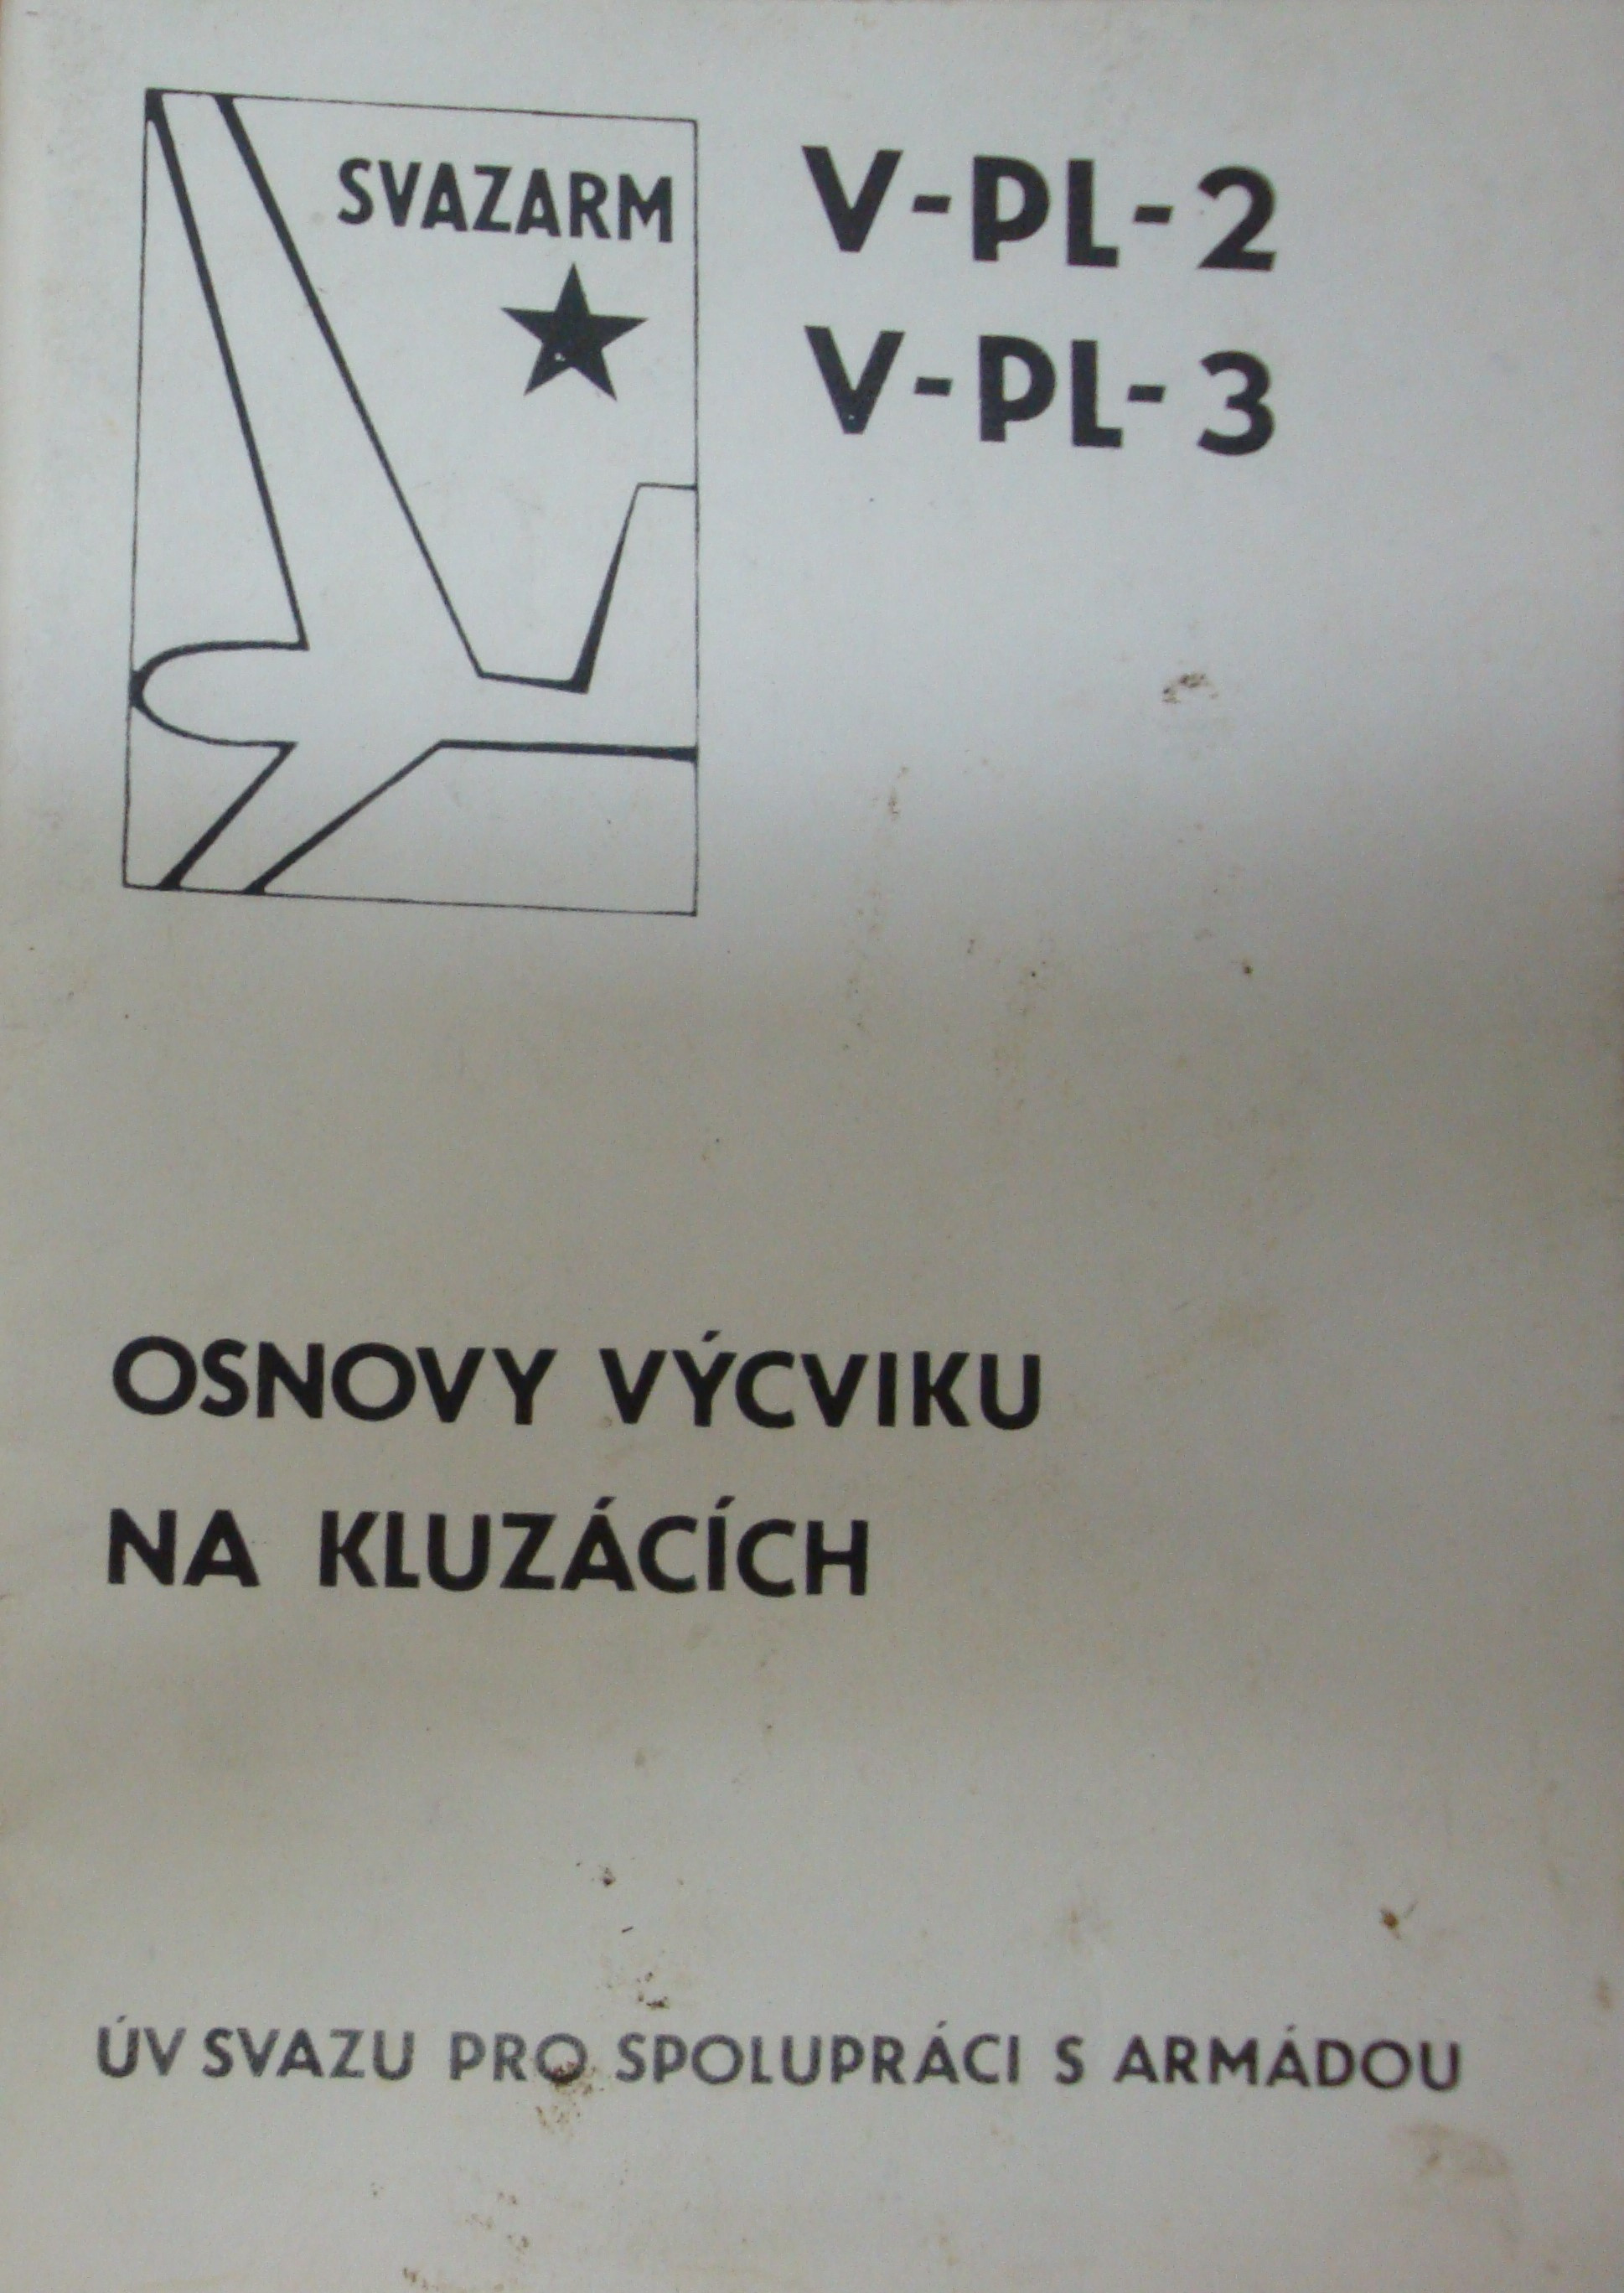 SVAZARM
V-PL-2
V-PL-3
OSNOVY VÝCVIKU
NA KLUZÁCÍCH
ÚV SVAZU PRO SPOLUPRÁCI S ARMÁDOU